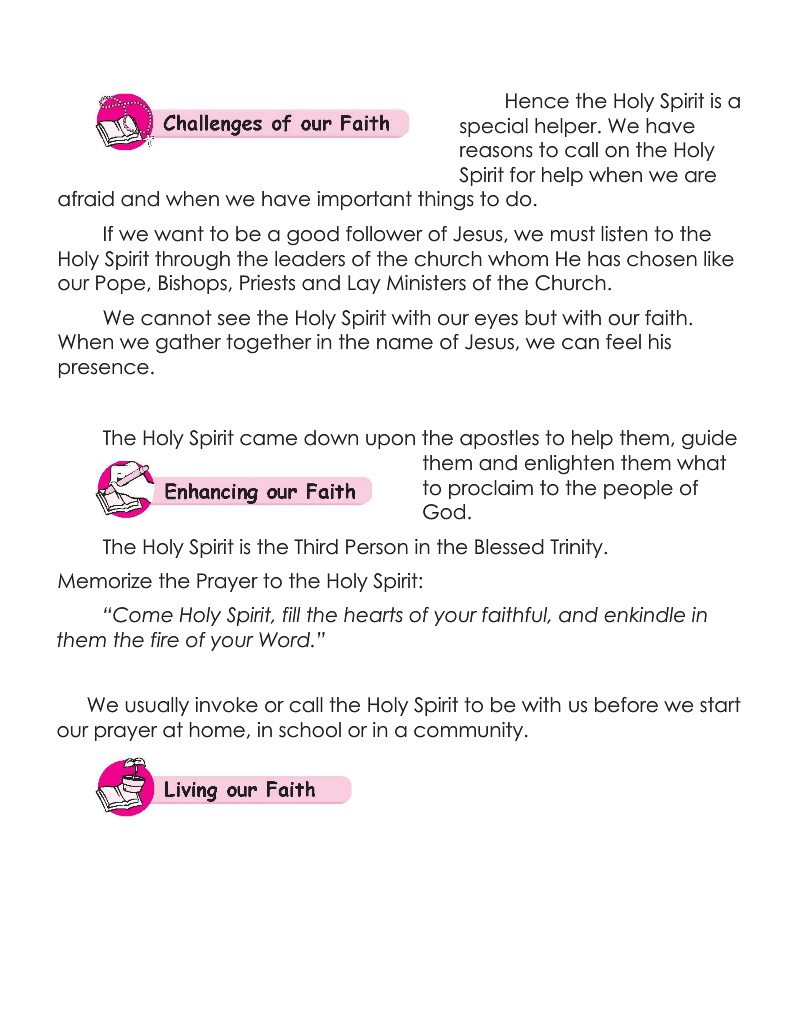 Challenges of our Faith
Hence the Holy Spirit is a
special helper. We have
reasons to call on the Holy
Spirit for help when we are
afraid and when we have important things to do.
If we want to be a good follower of Jesus, we must listen to the
Holy Spirit through the leaders of the church whom He has chosen like
our Pope, Bishops, Priests and Lay Ministers of the Church.
We cannot see the Holy Spirit with our eyes but with our faith.
When we gather together in the name of Jesus, we can feel his
presence.
The Holy Spirit came down upon the apostles to help them, guide
them and enlighten them what
to proclaim to the people of
God.
Enhancing our Faith
The Holy Spirit is the Third Person in the Blessed Trinity.
Memorize the Prayer to the Holy Spirit:
“Come Holy Spirit, fill the hearts of your faithful, and enkindle in
them the fire of your Word.”
We usually invoke or call the Holy Spirit to be with us before we start
our prayer at home, in school or in a community.
Living our Faith